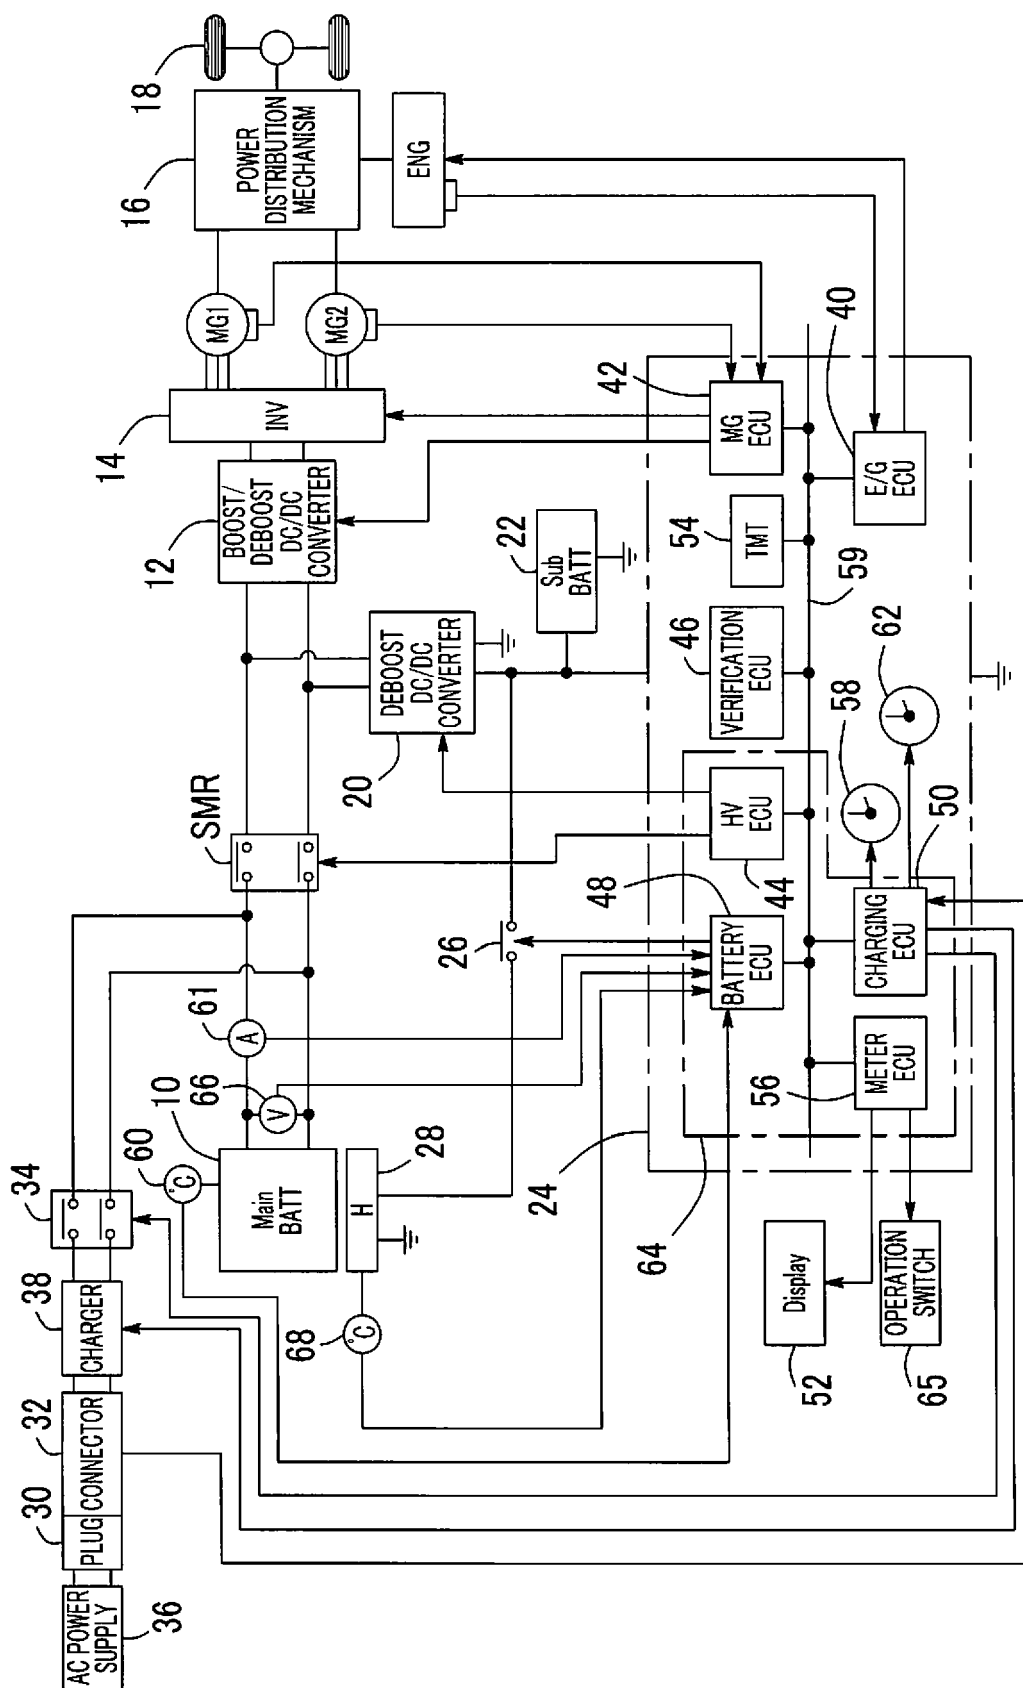 AC POWER
SUPPLY
36
PLUG
30
CONNECTOR
32
CHARGER
38
34
60
°C
10
Main
BATT
66
V
61
A
SMR
12
BOOST/
DEBOOST
DC/DC
CONVERTER
14
INV
MG1
MG2
16
POWER
DISTRIBUTION
MECHANISM
18
ENG
68
°C
H
28
26
20
DEBOOST
DC/DC
CONVERTER
22
Sub
BATT
24
64
48
BATTERY
ECU
44
HV
ECU
46
VERIFICATION
ECU
54
TMT
42
MG
ECU
52
Display
65
OPERATION
SWITCH
56
METER
ECU
CHARGING
ECU
50
58
62
59
40
E/G
ECU